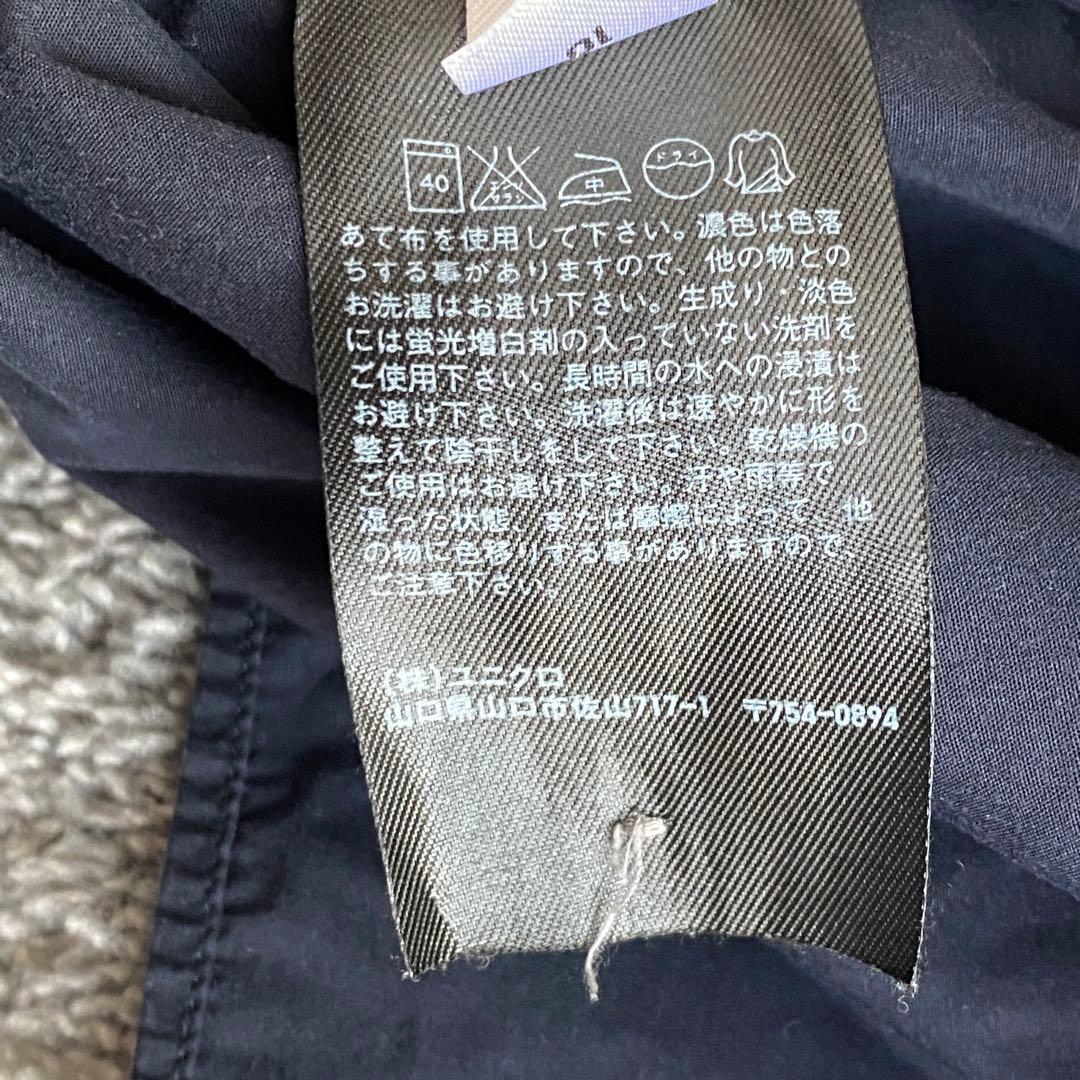 40
エンソ
サラシ
中
ドライ
あて布を使用して下さい。濃色は色落
ちする事がありますので、他の物との
お洗濯はお避け下さい。生成り・淡色
には蛍光増白剤の入っていない洗剤を
ご使用下さい。長時間の水への浸漬は
お避け下さい。洗濯後は速やかに形を
整えて陰干しをして下さい。乾燥機の
ご使用はお避け下さい。汗や雨等で
湿った状態、または摩擦によって、他
の物に色移りする事がありますので、
ご注意下さい。
(株)ユニクロ
山口県山口市佐山717-1 〒754-0894